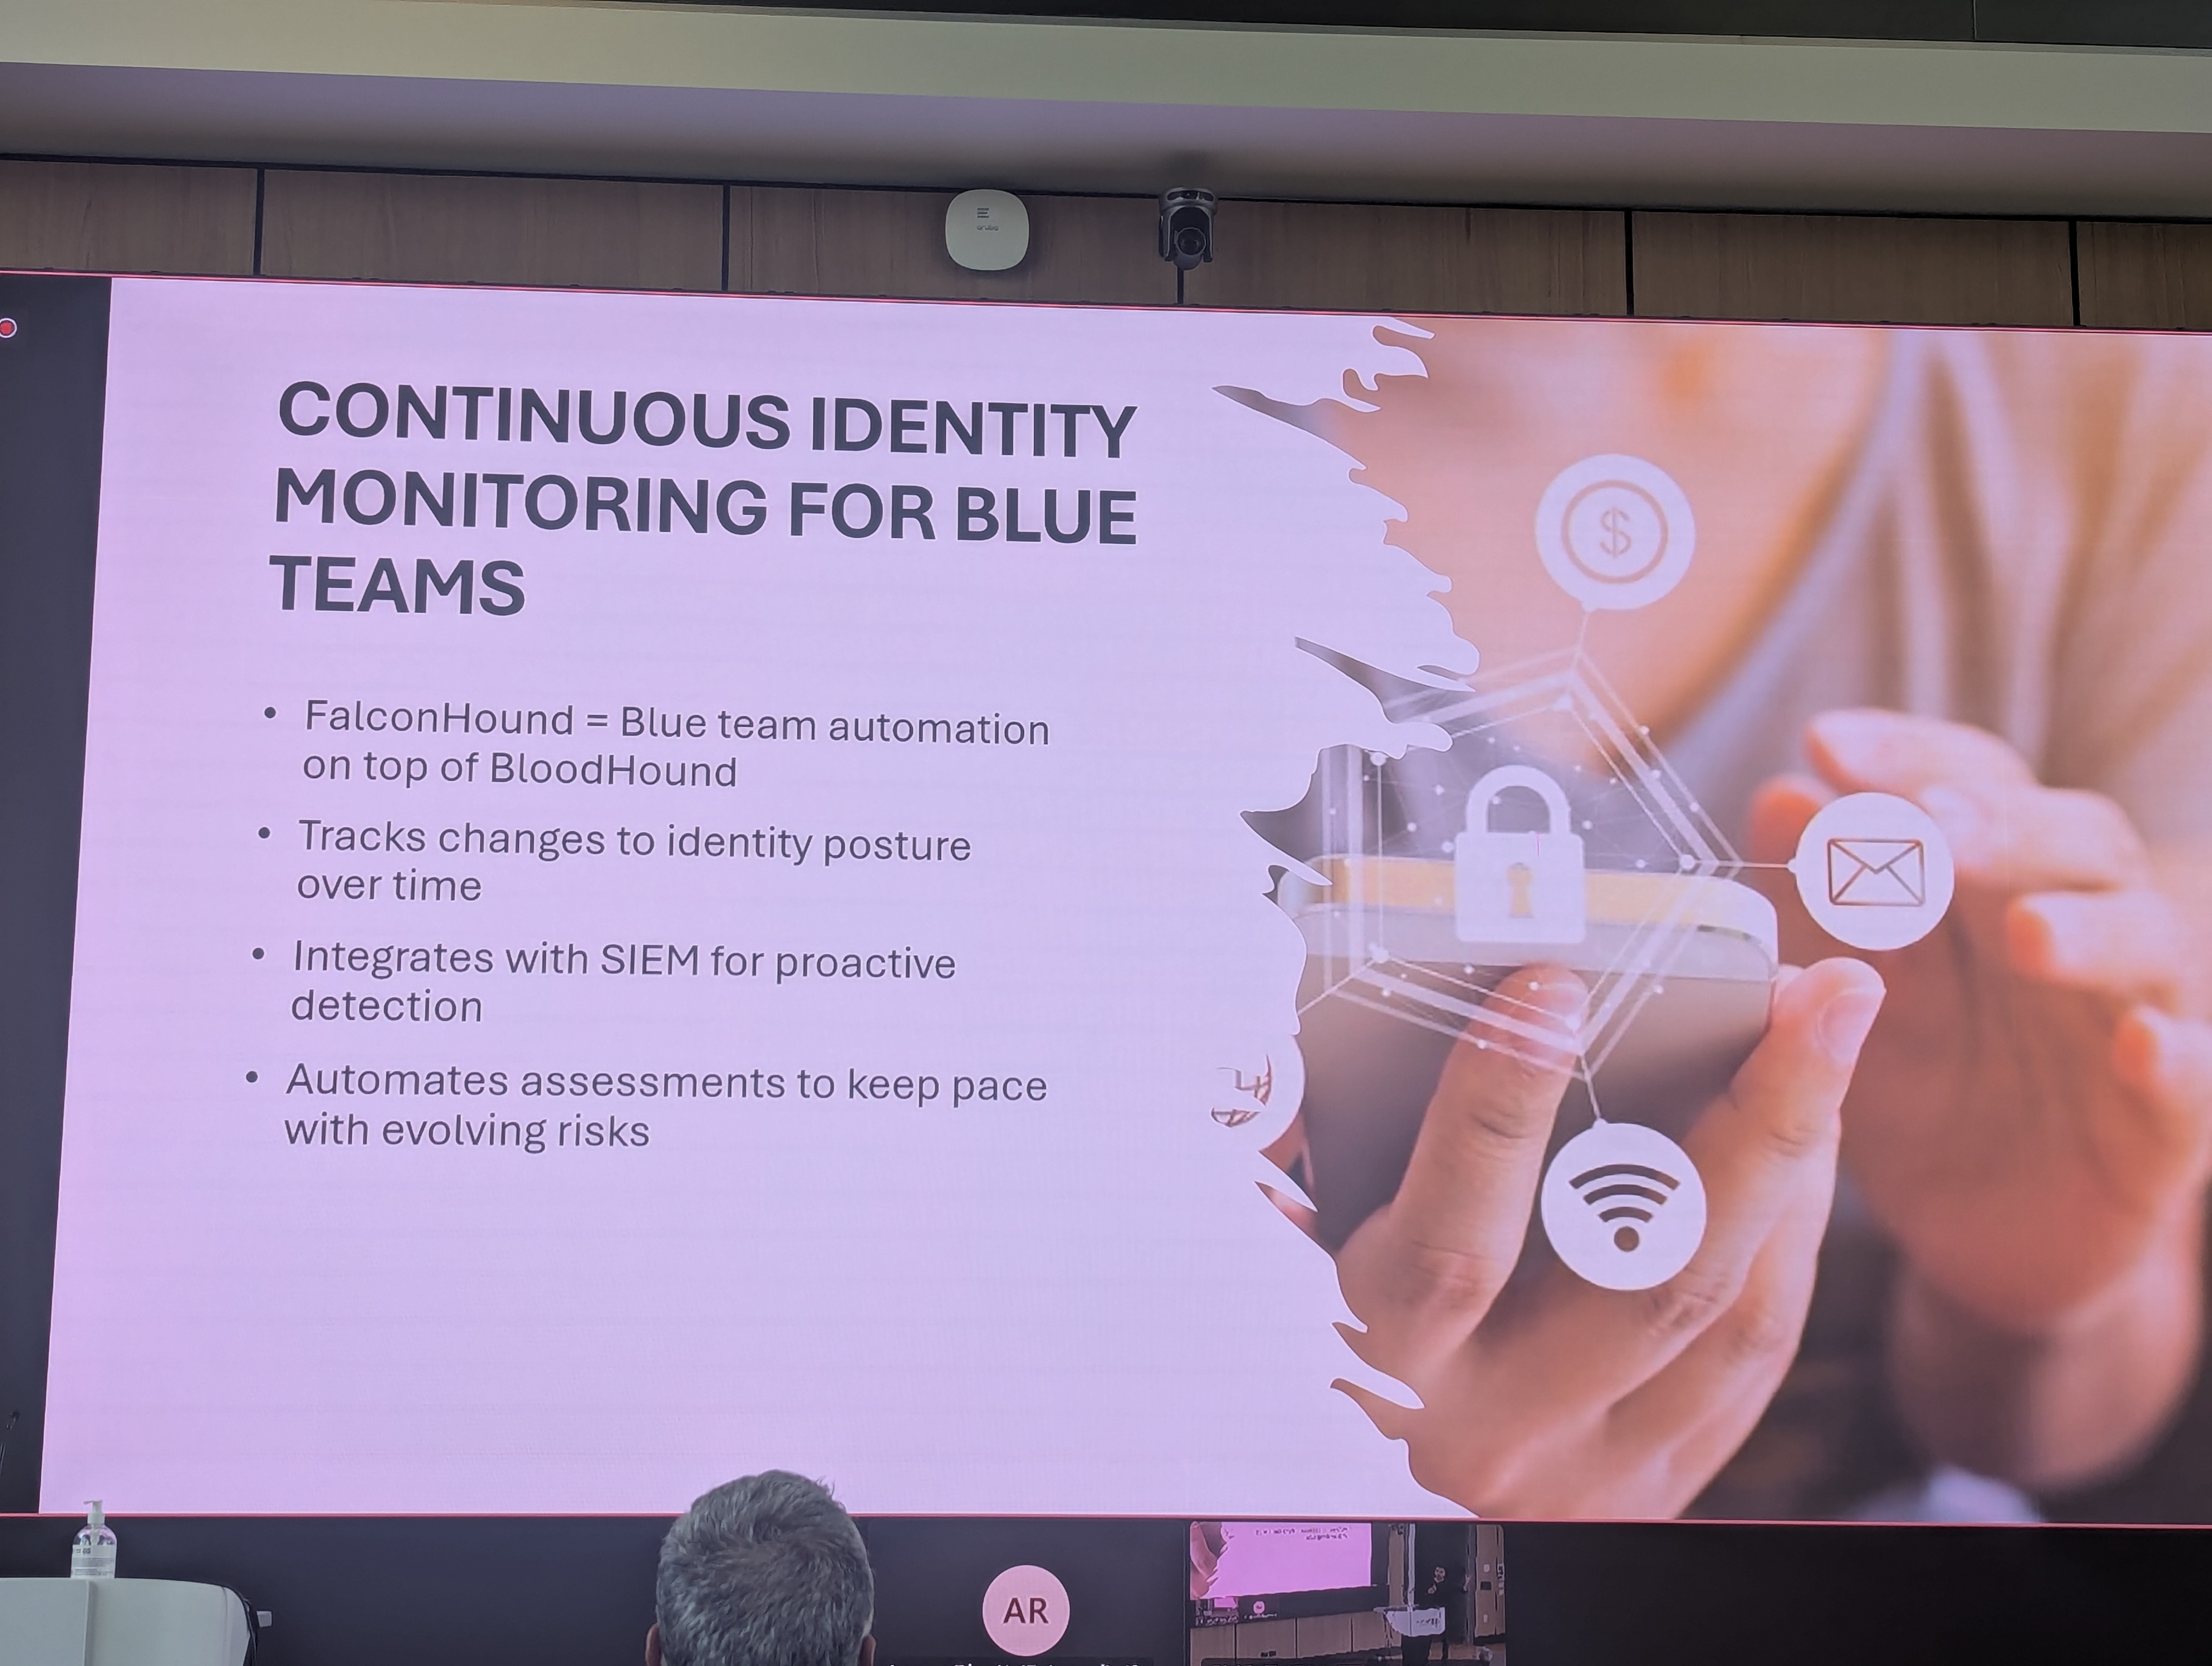 aruba
CONTINUOUS IDENTITY
MONITORING FOR BLUE
TEAMS
• FalconHound = Blue team automation
on top of BloodHound
• Tracks changes to identity posture
over time
• Integrates with SIEM for proactive
detection
• Automates assessments to keep pace
with evolving risks
$
AR